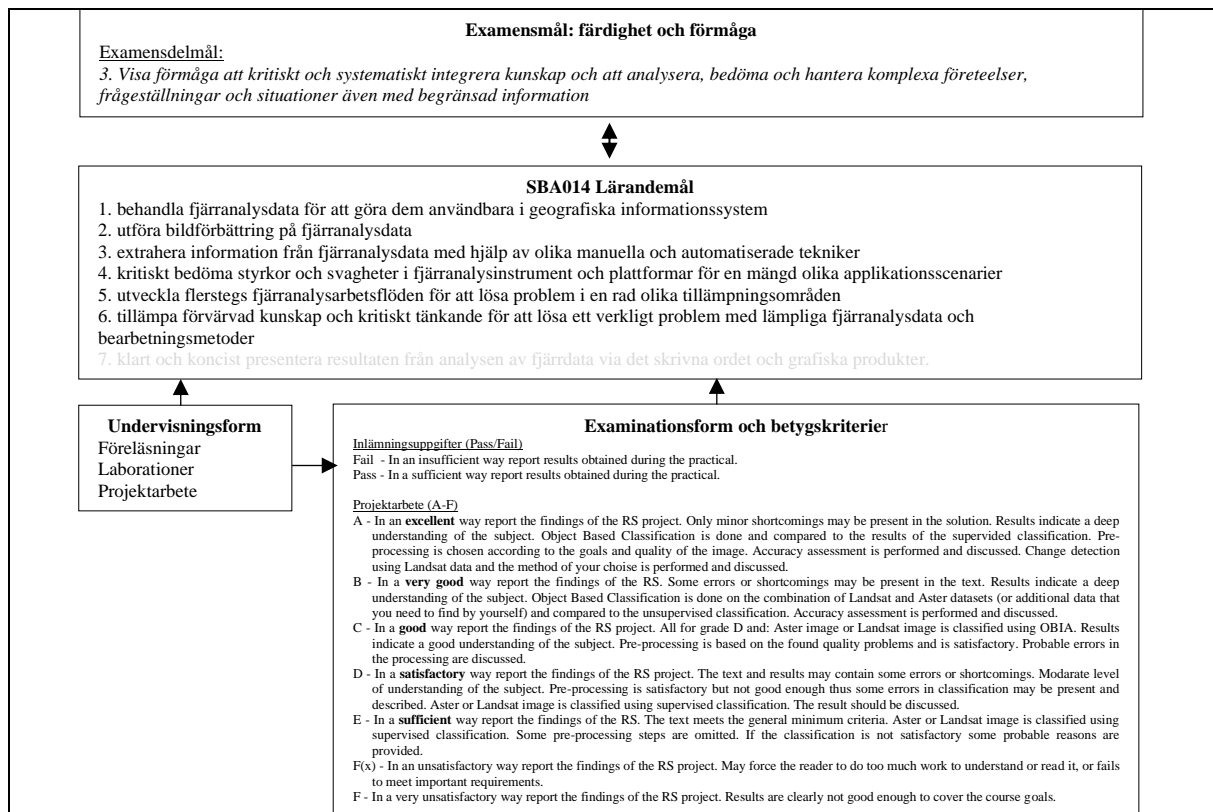 Examensmål: färdighet och förmåga
Examensdelmål:
3. Visa förmåga att kritiskt och systematiskt integrera kunskap och att analysera, bedöma och hantera komplexa företeelser,
frågeställningar och situationer även med begränsad information
SBA014 Lärandemål
1. behandla fjärranalysdata för att göra dem användbara i geografiska informationssystem
2. utföra bildförbättring på fjärranalysdata
3. extrahera information från fjärranalysdata med hjälp av olika manuella och automatiserade tekniker
4. kritiskt bedöma styrkor och svagheter i fjärranalysinstrument och plattformar för en mängd olika applikationsscenarier
5. utveckla flerstegs fjärranalysarbetsflöden för att lösa problem i en rad olika tillämpningsområden
6. tillämpa förvärvad kunskap och kritiskt tänkande för att lösa ett verkligt problem med lämpliga fjärranalysdata och
bearbetningsmetoder
7. klart och koncist presentera resultaten från analysen av fjärrdata via det skrivna ordet och grafiska produkter.
Undervisningsform
Föreläsningar
Laborationer
Projektarbete
Examinationsform och betygskriterier
Inlämningsuppgifter (Pass/Fail)
Fail - In an insufficient way report results obtained during the practical.
Pass - In a sufficient way report results obtained during the practical.
Projektarbete (A-F)
A - In an excellent way report the findings of the RS project. Only minor shortcomings may be present in the solution. Results indicate a deep
understanding of the subject. Object Based Classification is done and compared to the results of the supervided classification. Pre-
processing is chosen according to the goals and quality of the image. Accuracy assessment is performed and discussed. Change detection
using Landsat data and the method of your choise is performed and discussed.
B - In a very good way report the findings of the RS. Some errors or shortcomings may be present in the text. Results indicate a deep
understanding of the subject. Object Based Classification is done on the combination of Landsat and Aster datasets (or additional data that
you need to find by yourself) and compared to the unsupervised classification. Accuracy assessment is performed and discussed.
C - In a good way report the findings of the RS project. All for grade D and: Aster image or Landsat image is classified using OBIA. Results
indicate a good understanding of the subject. Pre-processing is based on the found quality problems and is satisfactory. Probable errors in
the processing are discussed.
D - In a satisfactory way report the findings of the RS project. The text and results may contain some errors or shortcomings. Modarate level
of understanding of the subject. Pre-processing is satisfactory but not good enough thus some errors in classification may be present and
described. Aster or Landsat image is classified using supervised classification. The result should be discussed.
E - In a sufficient way report the findings of the RS. The text meets the general minimum criteria. Aster or Landsat image is classified using
supervised classification. Some pre-processing steps are omitted. If the classification is not satisfactory some probable reasons are
provided.
F(x) - In an unsatisfactory way report the findings of the RS project. May force the reader to do too much work to understand or read it, or fails
to meet important requirements.
F - In a very unsatisfactory way report the findings of the RS project. Results are clearly not good enough to cover the course goals.